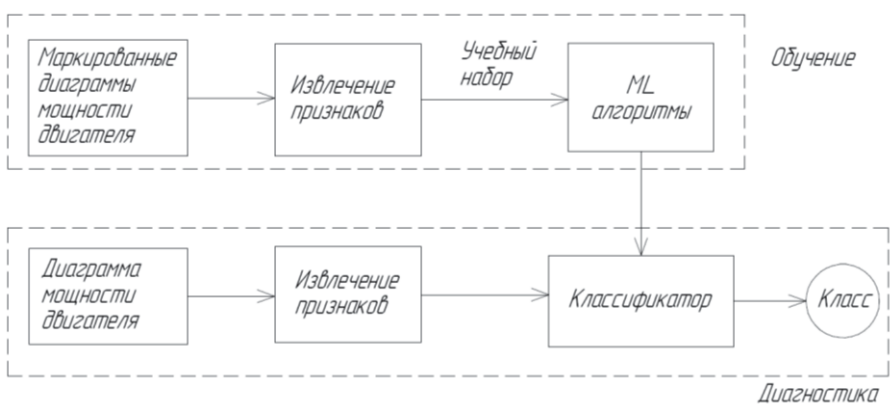 Маркированные
диаграммы
мощности
двигателя
Извлечение
признаков
Учебный
набор
ML
алгоритмы
Обучение
Диаграмма
мощности
двигателя
Извлечение
признаков
Классификатор
Класс
Диагностика